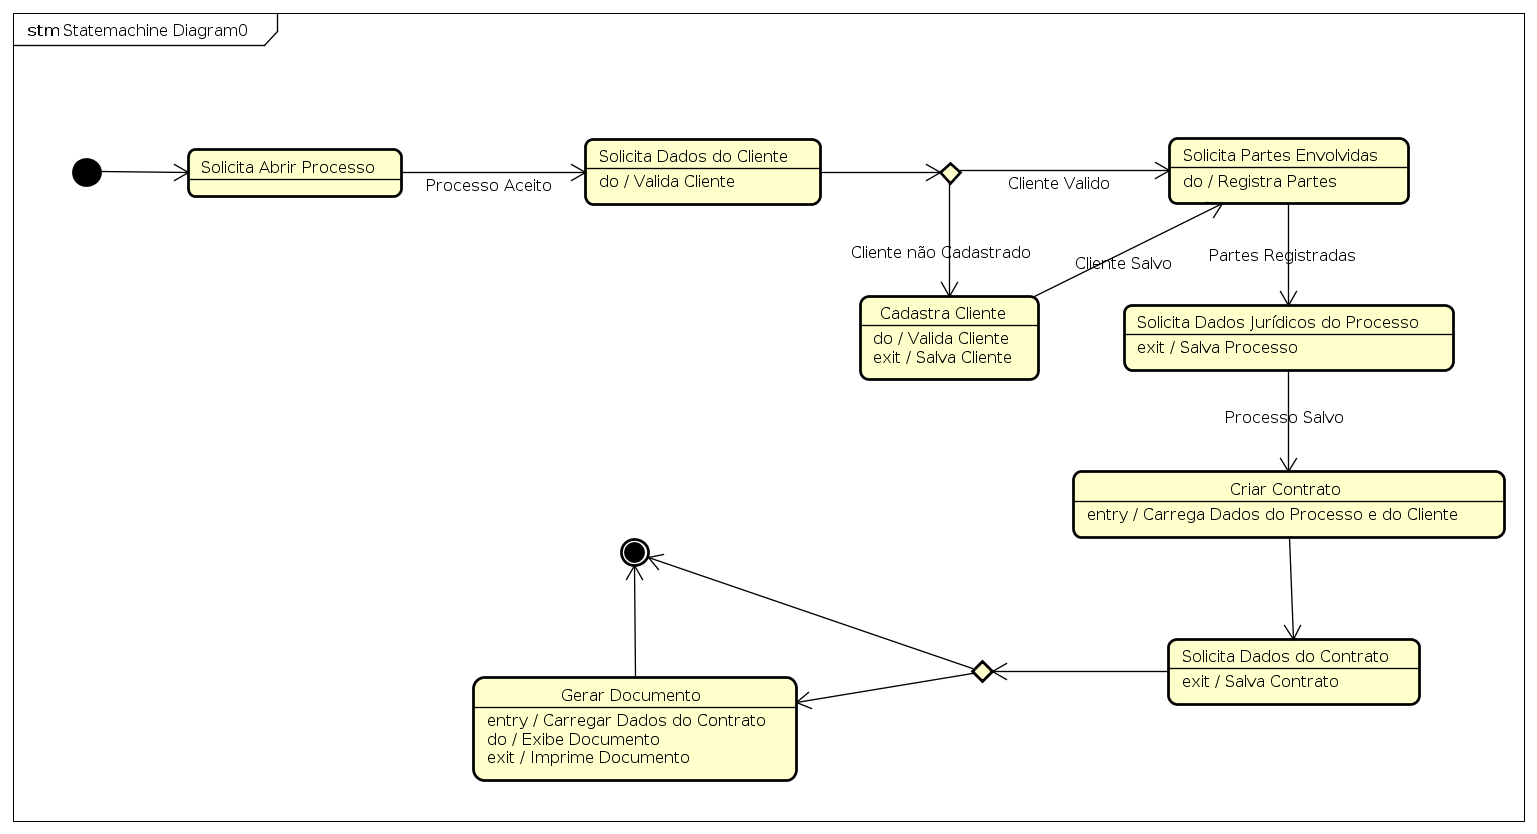 stm Statemachine Diagram0
Solicita Abrir Processo
Processo Aceito
Solicita Dados do Cliente
do / Valida Cliente
Cliente Valido
Solicita Partes Envolvidas
do / Registra Partes
Cliente não Cadastrado
Cliente Salvo
Partes Registradas
Cadastra Cliente
do / Valida Cliente
exit / Salva Cliente
Solicita Dados Jurídicos do Processo
exit / Salva Processo
Processo Salvo
Criar Contrato
entry / Carrega Dados do Processo e do Cliente
Solicita Dados do Contrato
exit / Salva Contrato
Gerar Documento
entry / Carregar Dados do Contrato
do / Exibe Documento
exit / Imprime Documento